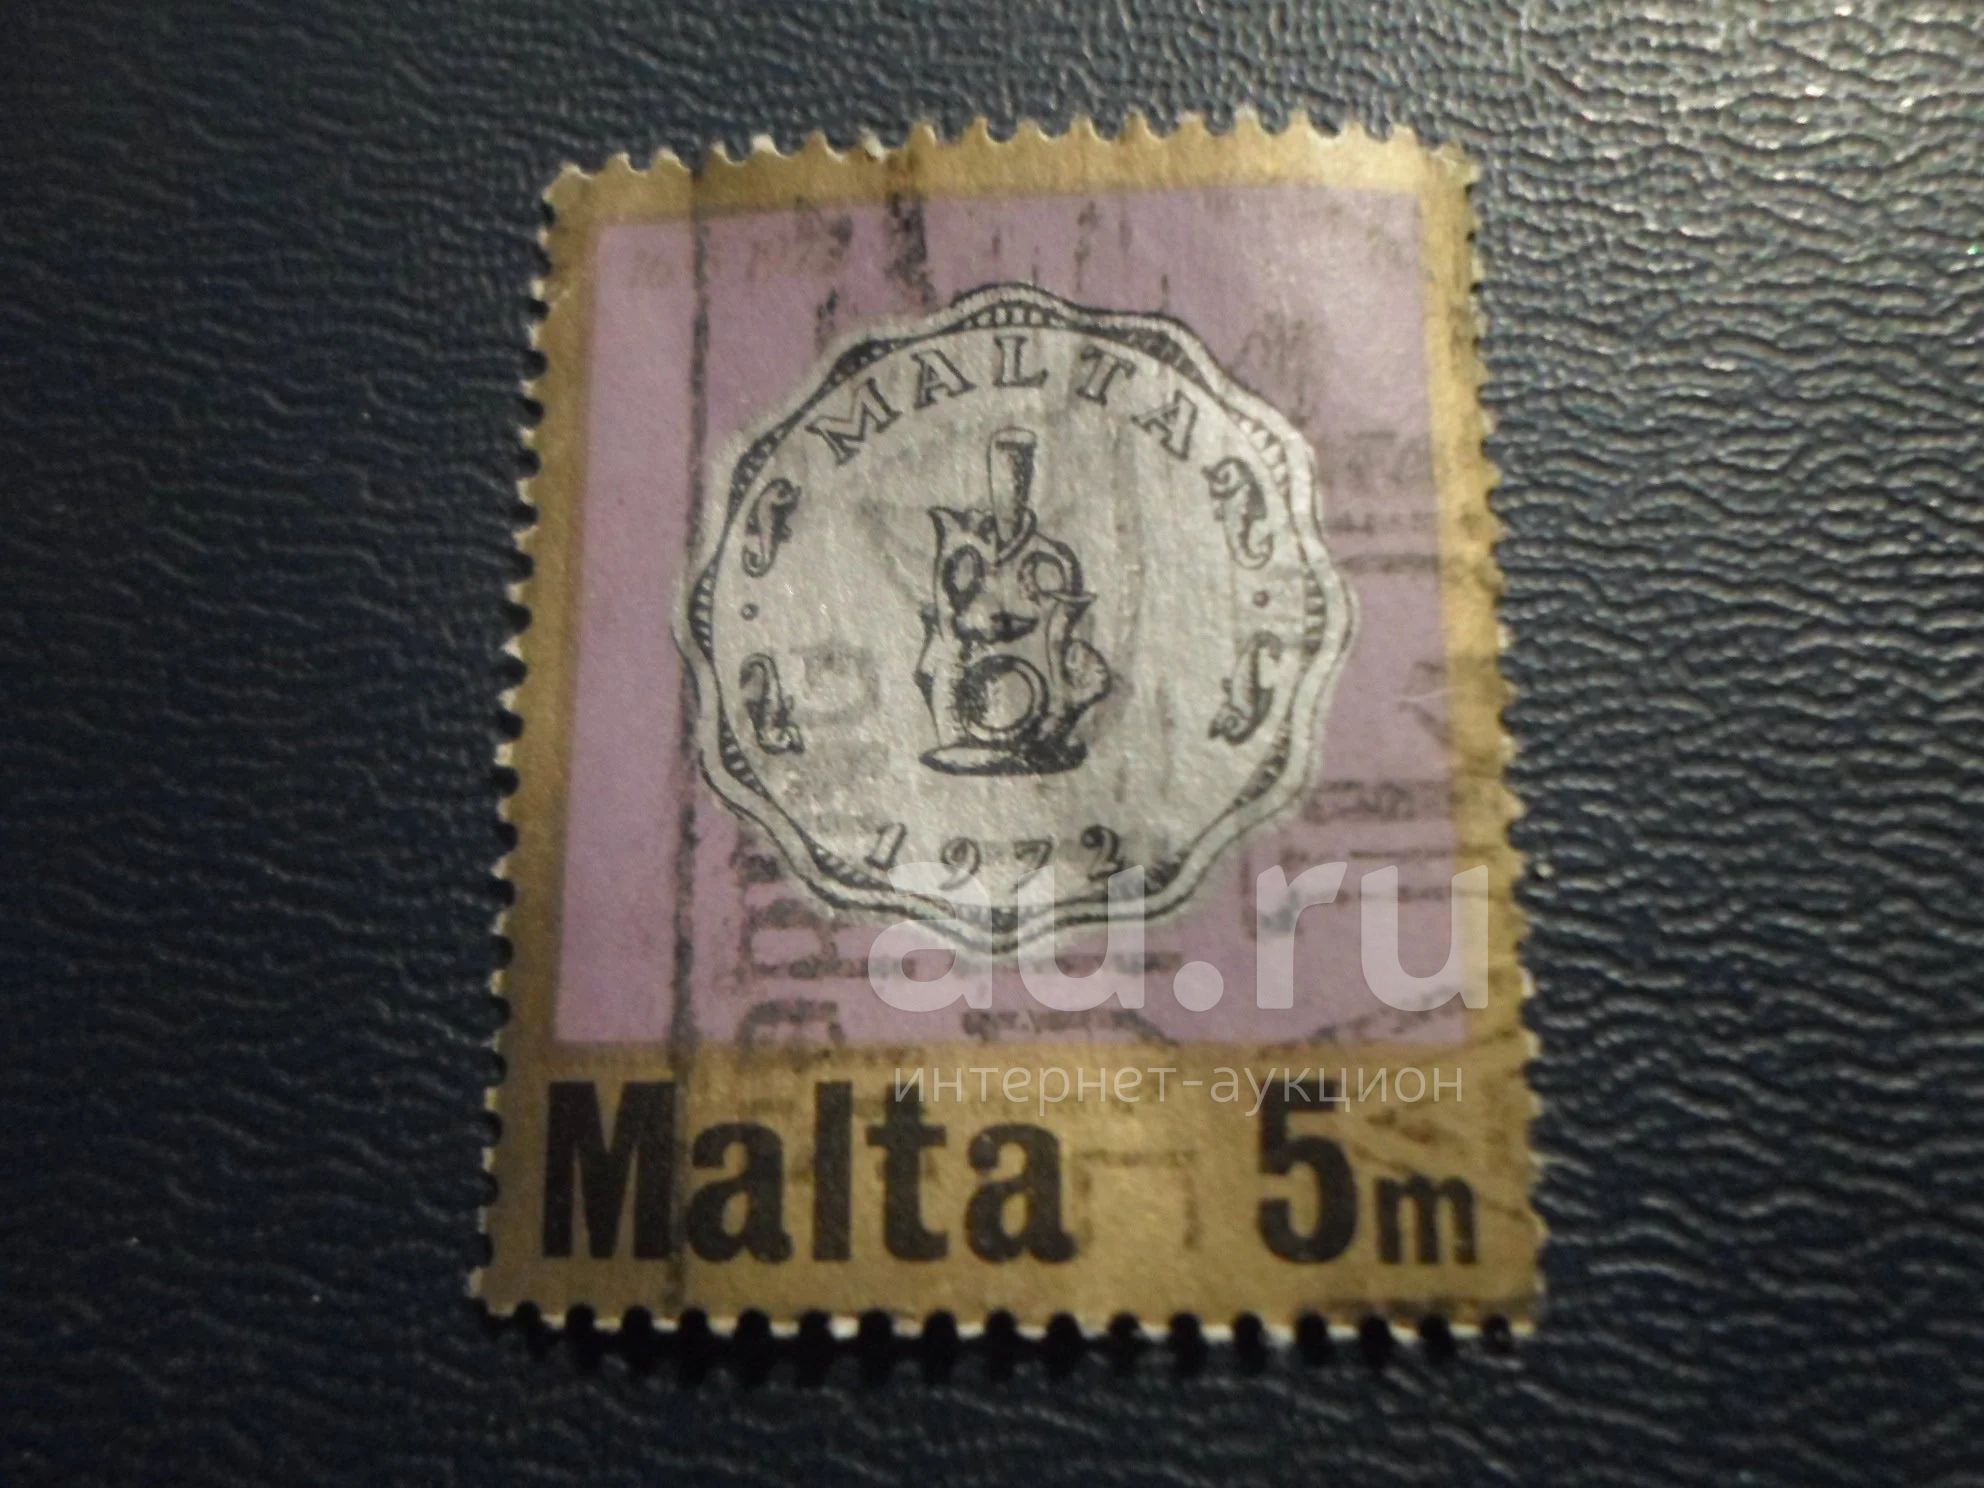 MALTA
1972
au.ru
интернет-аукцион
Malta 5m